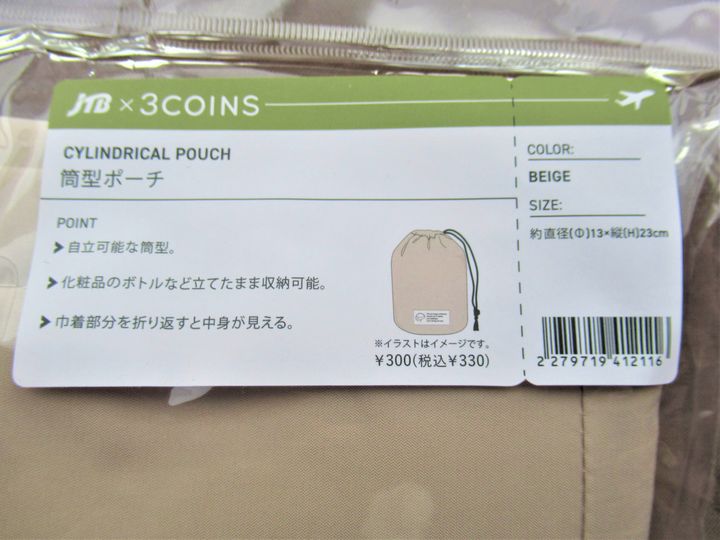 JTB × 3COINS
CYLINDRICAL POUCH
筒型ポーチ
POINT
自立可能な筒型。
化粧品のボトルなど立てたまま収納可能。
巾着部分を折り返すと中身が見える。
※イラストはイメージです。
¥300(税込¥330)
COLOR:
BEIGE
SIZE:
約直径(Φ)13×縦(H)23cm
2 279719 412116